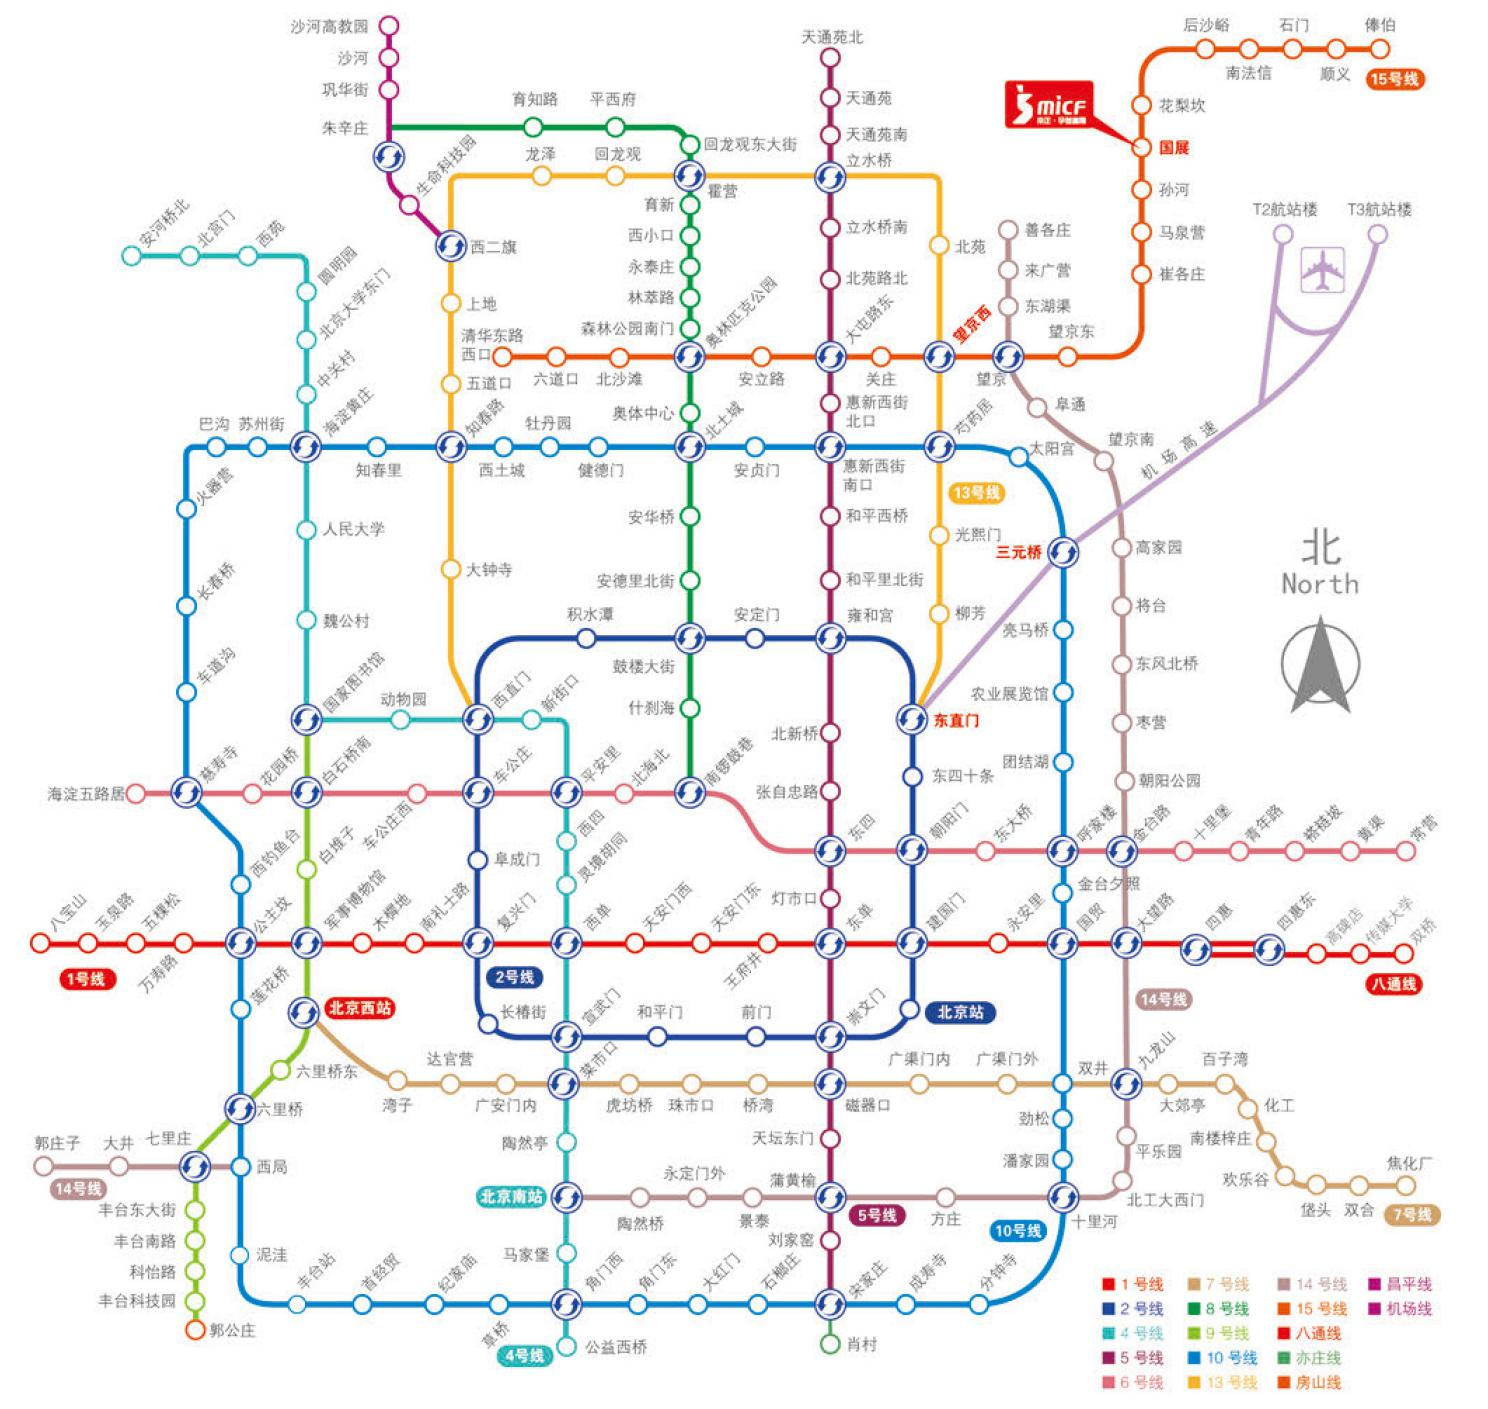 沙河高教园
沙河
巩华街
朱辛庄
生命科技园
育知路
平西府
回龙观东大街
龙泽
回龙观
霍营
西二旗
天通苑北
天通苑
天通苑南
立水桥
立水桥南
北苑路北
大屯路东
后沙峪
南法信
石门
顺义
俸伯
15号线
花梨坎
micF
国展
孙河
马泉营
崔各庄
T2航站楼
T3航站楼
善各庄
来广营
东湖渠
望京西
望京
望京东
北苑
育新
西小口
永泰庄
林萃路
森林公园南门
奥林匹克公园
安河桥北
北宫门
西苑
圆明园
北京大学东门
中关村
海淀黄庄
上地
清华东路
西口
五道口
六道口
北沙滩
安立路
关庄
奥体中心
惠新西街
北口
阜通
望京南
机场高速
巴沟
苏州街
知春里
知春路
西土城
牡丹园
健德门
北土城
安贞门
惠新西街
南口
芍药居
太阳宫
13号线
火器营
长春桥
车道沟
人民大学
魏公村
国家图书馆
大钟寺
安华桥
安德里北街
和平西桥
和平里北街
光熙门
柳芳
三元桥
高家园
将台
东风北桥
枣营
朝阳公园
亮马桥
农业展览馆
团结湖
北
North
积水潭
鼓楼大街
安定门
雍和宫
什刹海
动物园
西直门
新街口
北新桥
东直门
东四十条
张自忠路
海淀五路居
慈寿寺
花园桥
白石桥南
车公庄西
车公庄
平安里
北海北
南锣鼓巷
东四
朝阳门
东大桥
呼家楼
金台路
十里堡
青年路
褡裢坡
黄渠
常营
西钓鱼台
白堆子
阜成门
西四
灵境胡同
灯市口
金台夕照
八宝山
玉泉路
五棵松
万寿路
公主坟
军事博物馆
木樨地
南礼士路
复兴门
西单
天安门西
天安门东
王府井
东单
建国门
永安里
国贸
大望路
四惠
四惠东
高碑店
传媒大学
双桥
1号线
2号线
八通线
14号线
莲花桥
北京西站
长椿街
宣武门
和平门
前门
崇文门
北京站
六里桥东
六里桥
湾子
达官营
广安门内
菜市口
虎坊桥
珠市口
桥湾
磁器口
广渠门内
广渠门外
双井
九龙山
大郊亭
百子湾
化工
南楼梓庄
欢乐谷
垡头
双合
焦化厂
7号线
郭庄子
大井
七里庄
西局
14号线
陶然亭
天坛东门
劲松
潘家园
平乐园
北工大西门
北京南站
陶然桥
永定门外
景泰
蒲黄榆
5号线
方庄
10号线
十里河
丰台东大街
丰台南路
科怡路
丰台科技园
郭公庄
泥洼
丰台站
首经贸
纪家庙
草桥
马家堡
角门西
角门东
大红门
石榴庄
刘家窑
宋家庄
成寿寺
分钟寺
4号线
公益西桥
肖村
1 号线
2 号线
4 号线
5 号线
6 号线
7 号线
8 号线
9 号线
10 号线
13 号线
14 号线
15 号线
八通线
亦庄线
房山线
昌平线
机场线